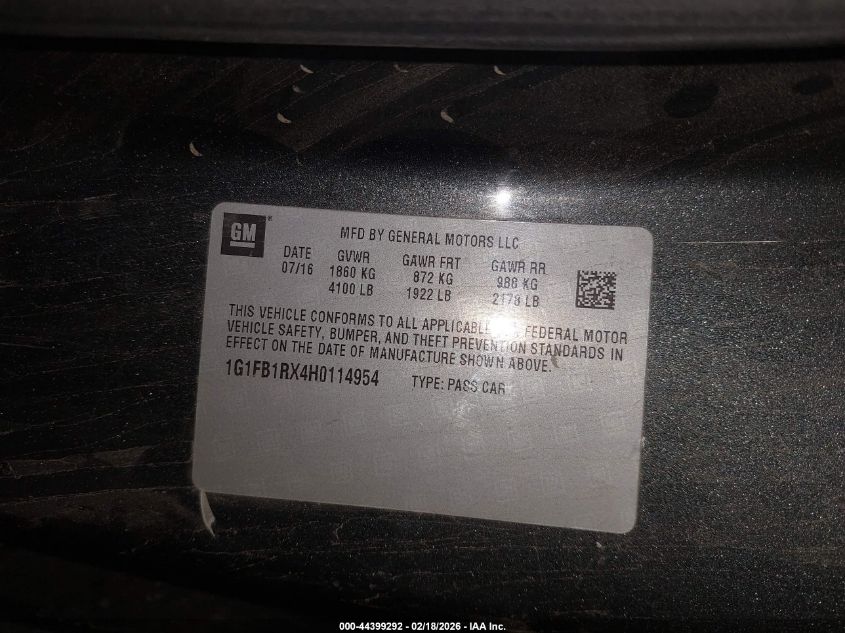 GM
MFD BY GENERAL MOTORS LLC
DATE GVWR GAWR FRT GAWR RR
07/16 1860 KG 872 KG 988 KG
4100 LB 1922 LB 2178 LB
THIS VEHICLE CONFORMS TO ALL APPLICABLE U.S. FEDERAL MOTOR
VEHICLE SAFETY, BUMPER, AND THEFT PREVENTION STANDARDS IN
EFFECT ON THE DATE OF MANUFACTURE SHOWN ABOVE.
1G1FB1RX4H0114954 TYPE: PASS CAR
000-44399292 - 02/18/2026 - IAA Inc.